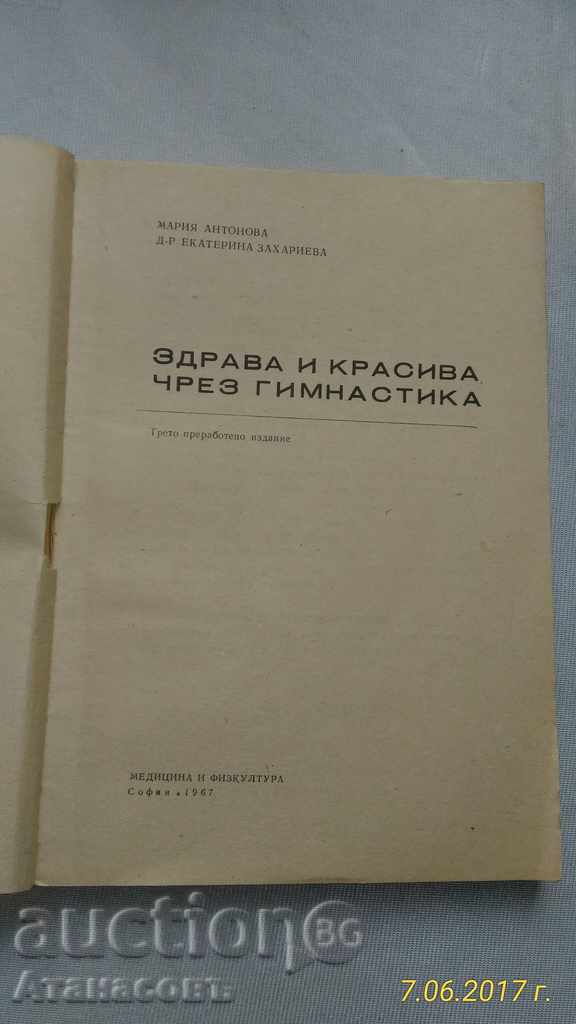 МАРИЯ АНТОНОВА
Д-Р ЕКАТЕРИНА ЗАХАРИЕВА
ЗДРАВА И КРАСИВА
ЧРЕЗ ГИМНАСТИКА
Трето преработено издание
МЕДИЦИНА И ФИЗКУЛТУРА
София • 1967
auction BG
Атанасовъ
7.06.2017 г.